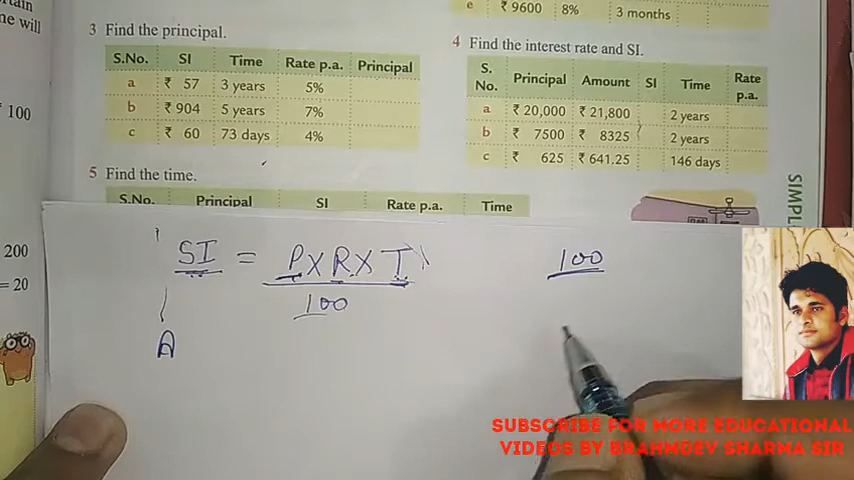 ne will
100
200
= 20
e ₹ 9600 8% 3 months
3 Find the principal.
S.No. SI Time Rate p.a. Principal
a ₹ 57 3 years 5%
b ₹ 904 5 years 7%
c ₹ 60 73 days 4%
4 Find the interest rate and SI.
S. No. Principal Amount SI Time Rate p.a.
a ₹ 20,000 ₹ 21,800 2 years
b ₹ 7500 ₹ 8325 2 years
c ₹ 625 ₹ 641.25 146 days
5 Find the time.
S.No. Principal SI Rate p.a. Time
SI = P X R X T
100
A
100
SUBSCRIBE FOR MORE EDUCATIONAL
VIDEOS BY BRAHMDEV SHARMA SIR